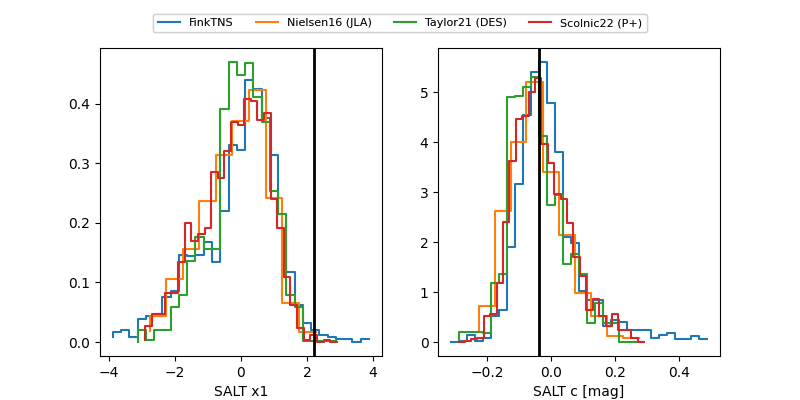 FinkTNS Nielsen16 (JLA) Taylor21 (DES) Scolnic22 (P+)
0.4
0.3
0.2
0.1
0.0
−4 −2 0 2 4
SALT x1
5
4
3
2
1
0
−0.2 0.0 0.2 0.4
SALT c [mag]